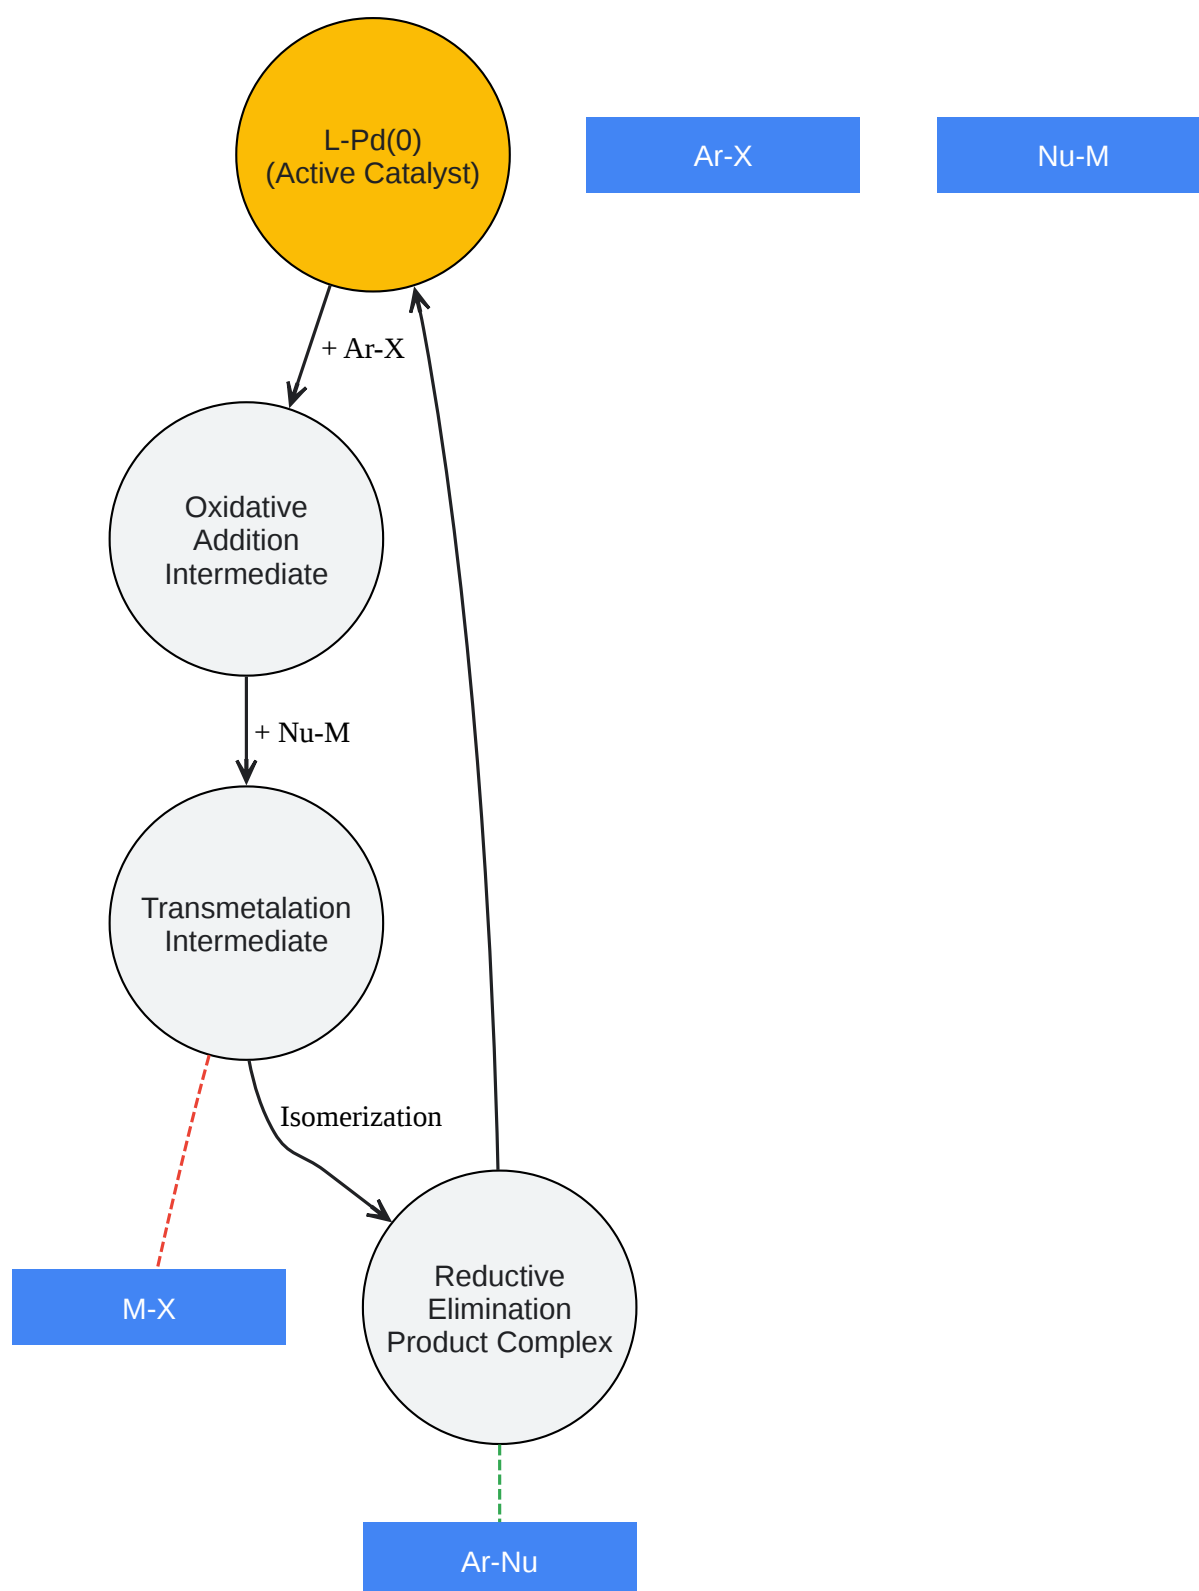 L-Pd(0)
(Active Catalyst)
Ar-X
Nu-M
+ Ar-X
Oxidative
Addition
Intermediate
+ Nu-M
Transmetalation
Intermediate
Isomerization
M-X
Reductive
Elimination
Product Complex
Ar-Nu